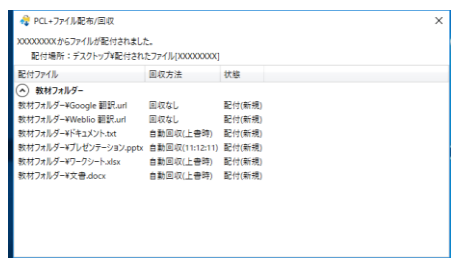 PCL+ファイル配布/回収
XXXXXXXXからファイルが配付されました。
配付場所：デスクトップ¥配付されたファイル[XXXXXXXX]
配付ファイル 回収方法 状態
教材フォルダー
教材フォルダー¥Google 翻訳.url 回収なし 配付(新規)
教材フォルダー¥Weblio 翻訳.url 回収なし 配付(新規)
教材フォルダー¥ドキュメント.txt 自動回収(上書時) 配付(新規)
教材フォルダー¥プレゼンテーション.pptx 自動回収(11:12:11) 配付(新規)
教材フォルダー¥ワークシート.xlsx 自動回収(上書時) 配付(新規)
教材フォルダー¥文書.docx 自動回収(上書時) 配付(新規)